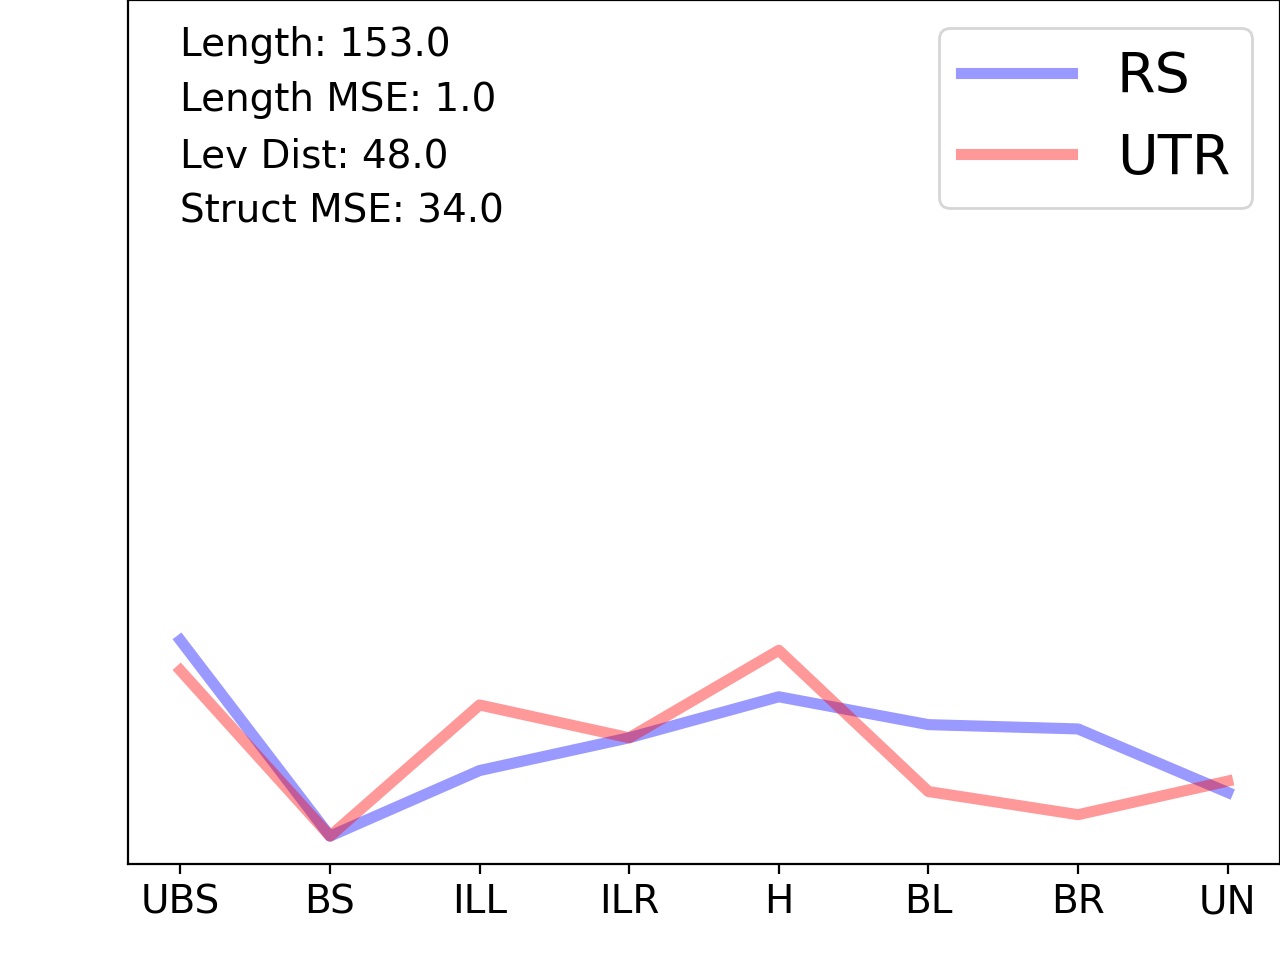 Length: 153.0
Length MSE: 1.0
Lev Dist: 48.0
Struct MSE: 34.0
RS
UTR
UBS BS ILL ILR H BL BR UN